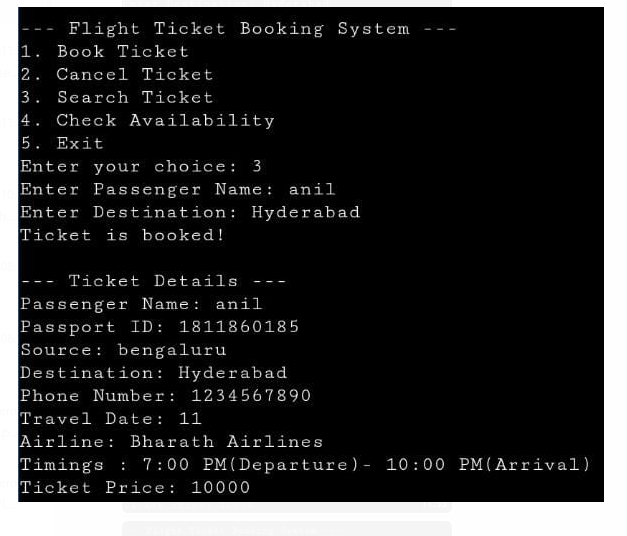 --- Flight Ticket Booking System ---
1. Book Ticket
2. Cancel Ticket
3. Search Ticket
4. Check Availability
5. Exit
Enter your choice: 3
Enter Passenger Name: anil
Enter Destination: Hyderabad
Ticket is booked!
--- Ticket Details ---
Passenger Name: anil
Passport ID: 1811860185
Source: bengaluru
Destination: Hyderabad
Phone Number: 1234567890
Travel Date: 11
Airline: Bharath Airlines
Timings : 7:00 PM(Departure)- 10:00 PM(Arrival)
Ticket Price: 10000